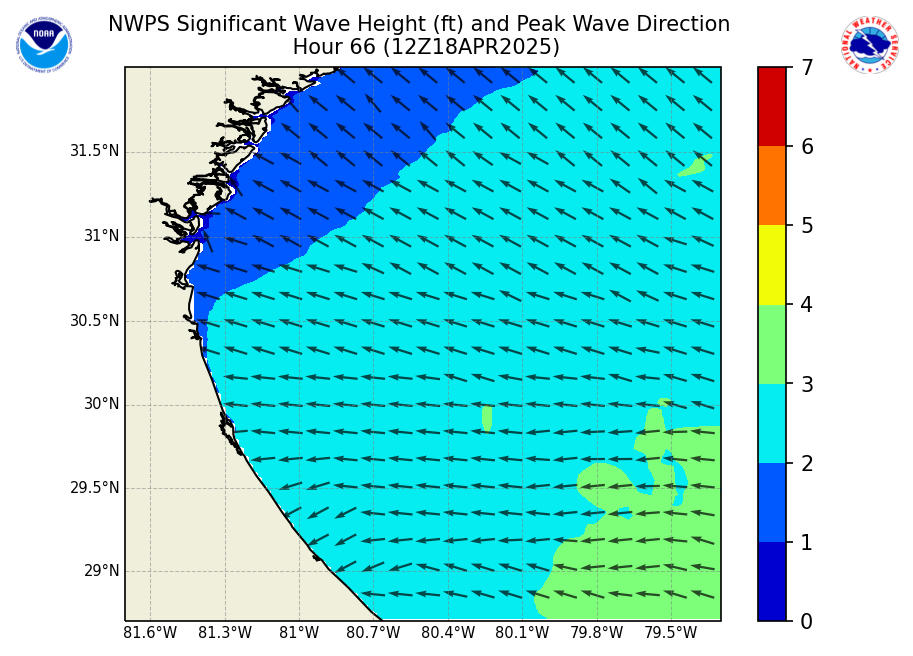 NWPS Significant Wave Height (ft) and Peak Wave Direction
Hour 66 (12Z18APR2025)
NOAA
NATIONAL WEATHER SERVICE
31.5°N
31°N
30.5°N
30°N
29.5°N
29°N
81.6°W 81.3°W 81°W 80.7°W 80.4°W 80.1°W 79.8°W 79.5°W
7
6
5
4
3
2
1
0